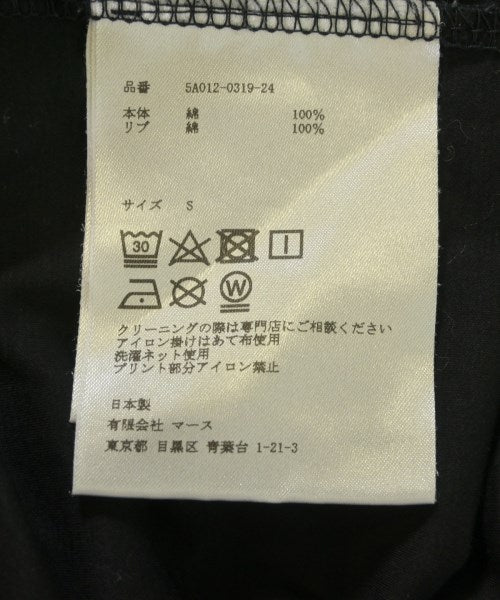 品番 5A012-0319-24
本体 綿 100%
リブ 綿 100%
サイズ S
30
W
クリーニングの際は専門店にご相談ください
アイロン掛けはあて布使用
洗濯ネット使用
プリント部分アイロン禁止
日本製
有限会社 マース
東京都 目黒区 青葉台 1-21-3